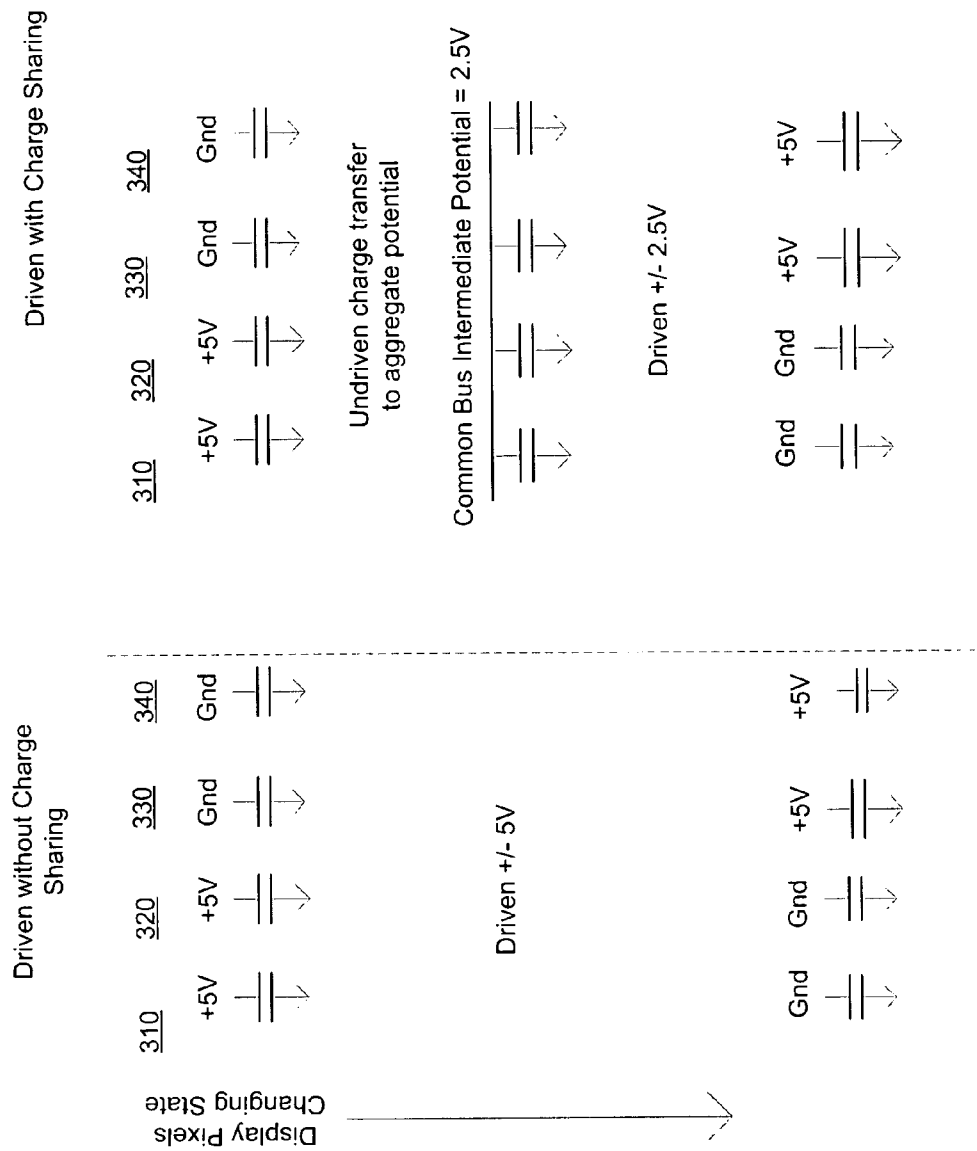 Driven without Charge
Sharing
310
320
330
340
+5V
+5V
Gnd
Gnd
Display Pixels
Changing State
Driven +/- 5V
Gnd
Gnd
+5V
+5V
Driven with Charge Sharing
310
320
330
340
+5V
+5V
Gnd
Gnd
Undriven charge transfer
to aggregate potential
Common Bus Intermediate Potential = 2.5V
Driven +/- 2.5V
Gnd
Gnd
+5V
+5V